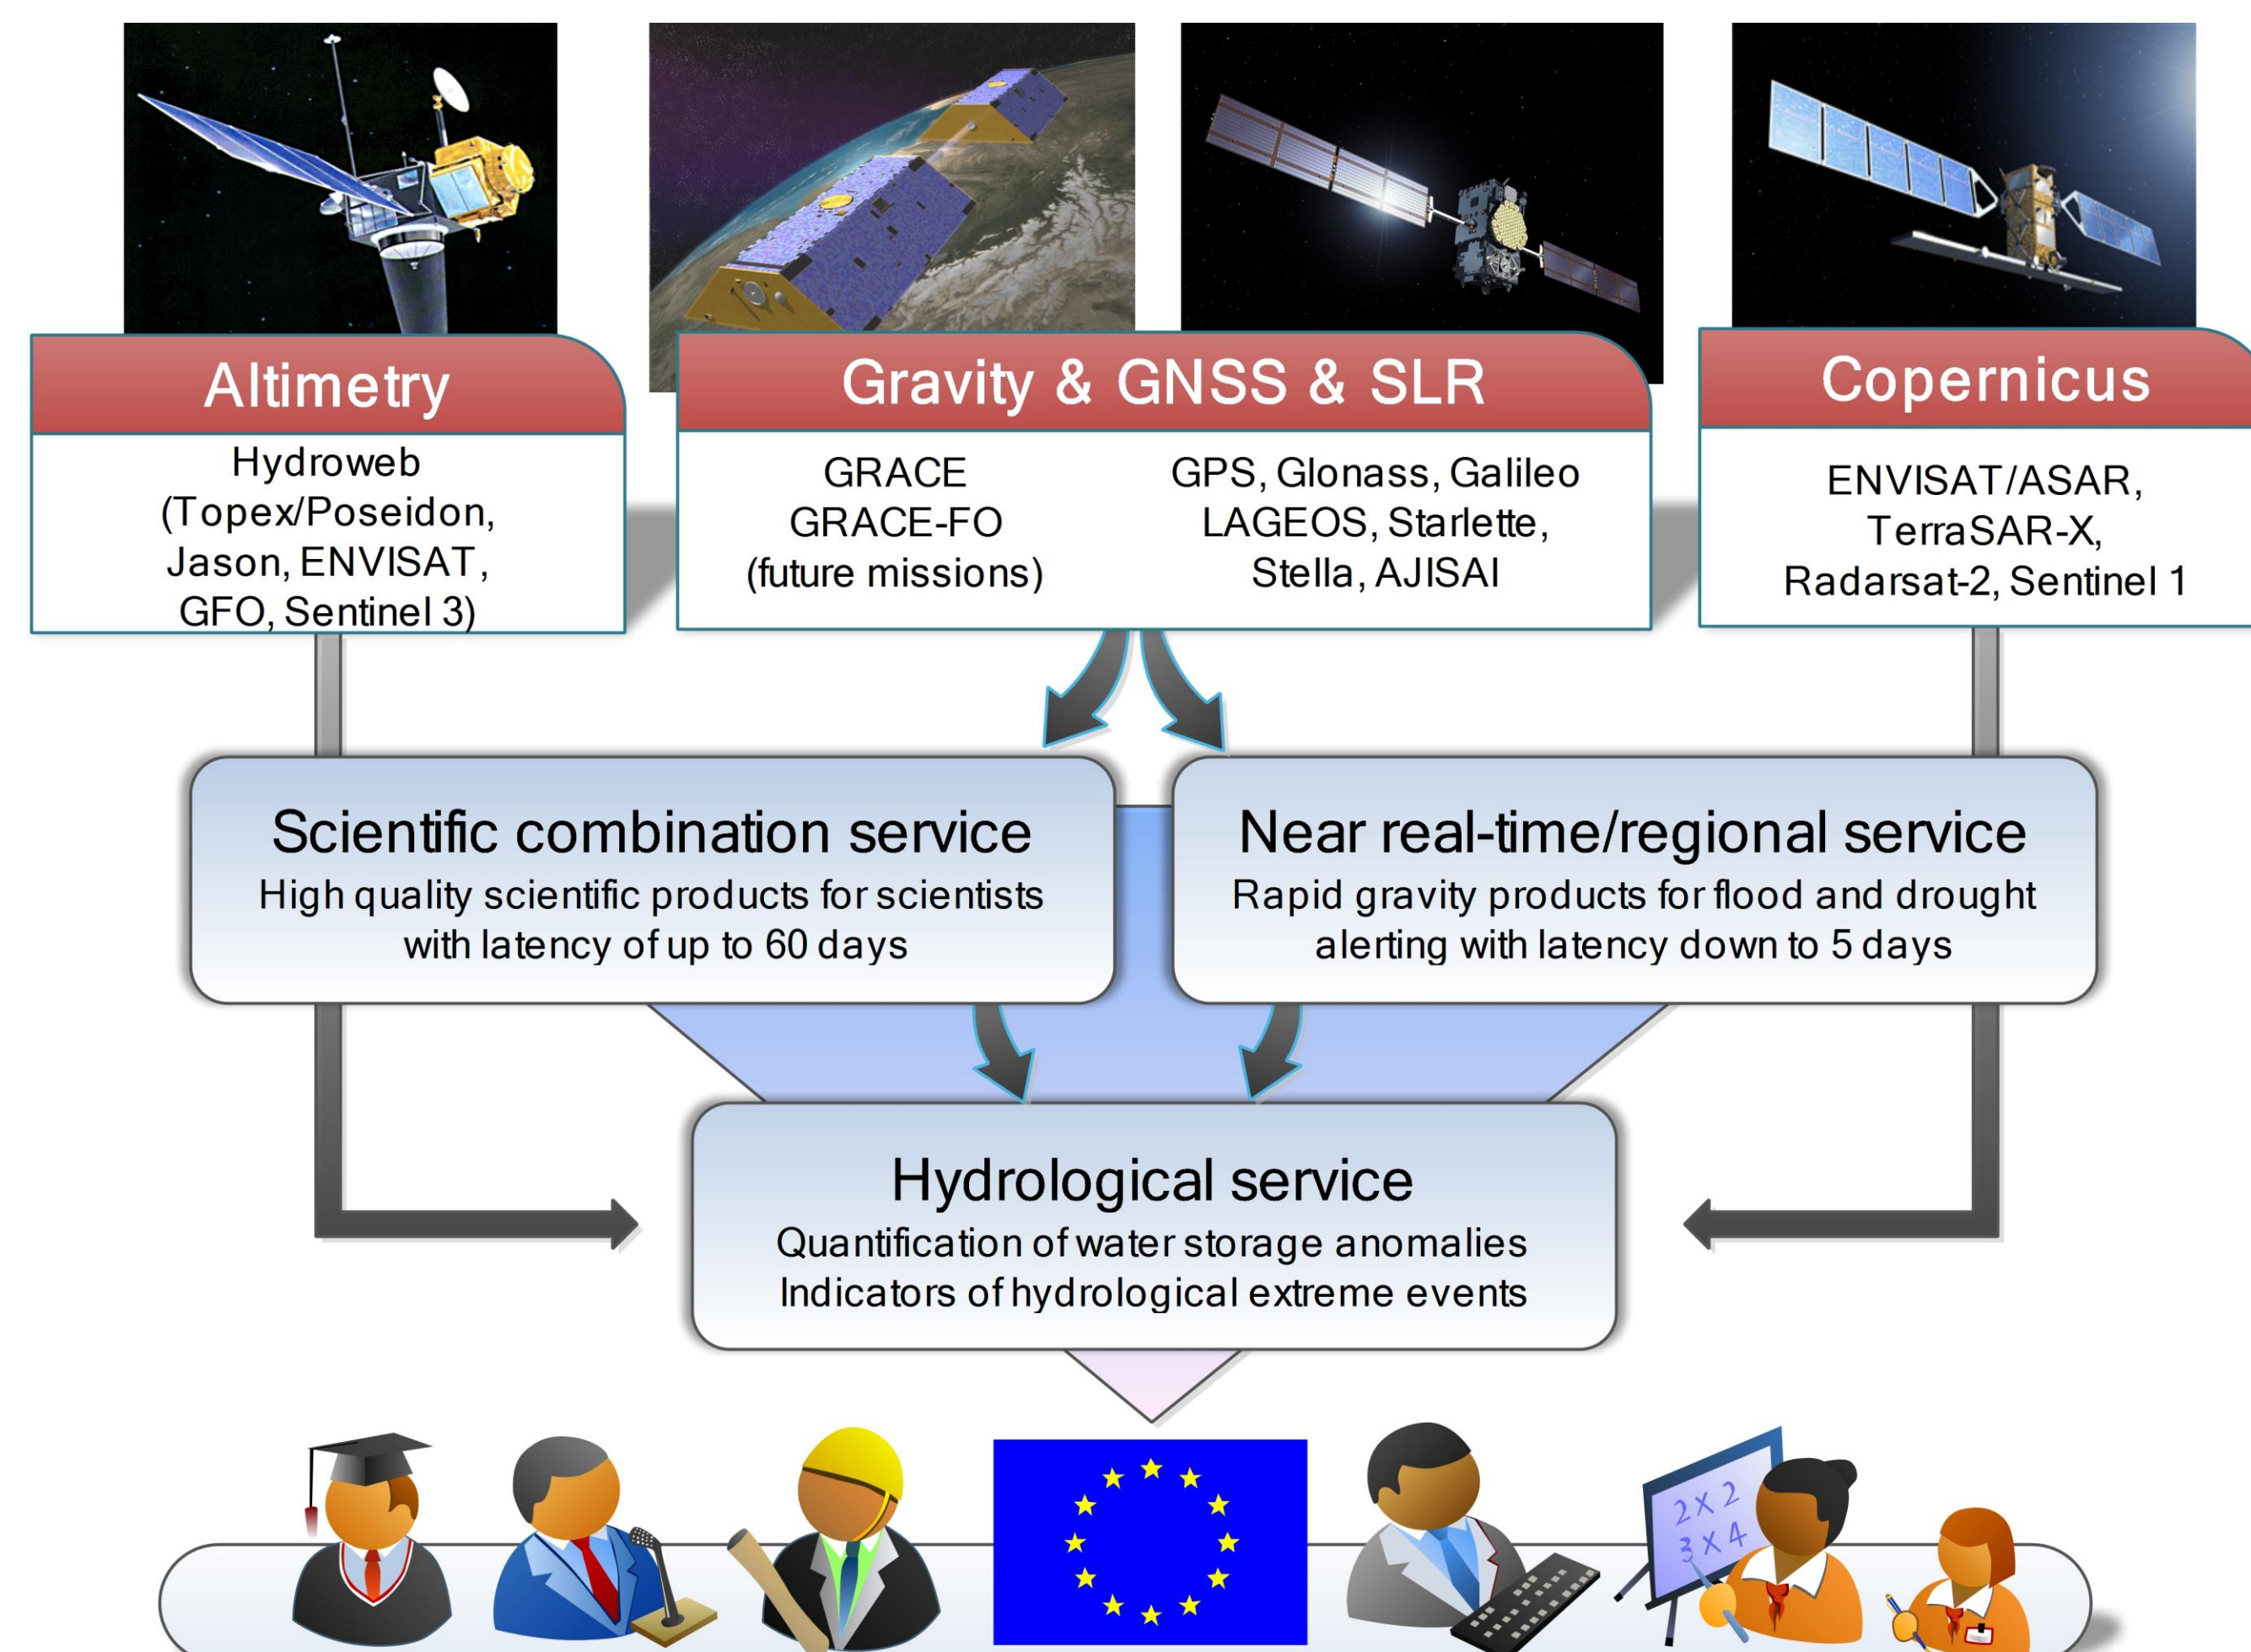 Altimetry
Hydroweb
(Topex/Poseidon,
Jason, ENVISAT,
GFO, Sentinel 3)
Gravity & GNSS & SLR
GRACE
GRACE-FO
(future missions)
GPS, Glonass, Galileo
LAGEOS, Starlette,
Stella, AJISAI
Copernicus
ENVISAT/ASAR,
TerraSAR-X,
Radarsat-2, Sentinel 1
Scientific combination service
High quality scientific products for scientists
with latency of up to 60 days
Near real-time/regional service
Rapid gravity products for flood and drought
alerting with latency down to 5 days
Hydrological service
Quantification of water storage anomalies
Indicators of hydrological extreme events
2 x 2
3 x 4